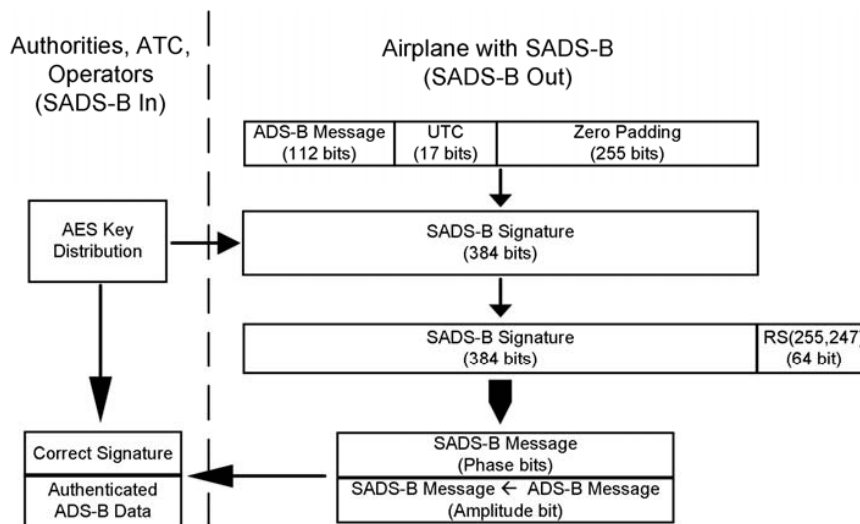 Authorities, ATC,
Operators
(SADS-B In)
Airplane with SADS-B
(SADS-B Out)
ADS-B Message
(112 bits)
UTC
(17 bits)
Zero Padding
(255 bits)
AES Key
Distribution
SADS-B Signature
(384 bits)
SADS-B Signature
(384 bits)
RS(255,247)
(64 bit)
Correct Signature
Authenticated
ADS-B Data
SADS-B Message
(Phase bits)
SADS-B Message ← ADS-B Message
(Amplitude bit)